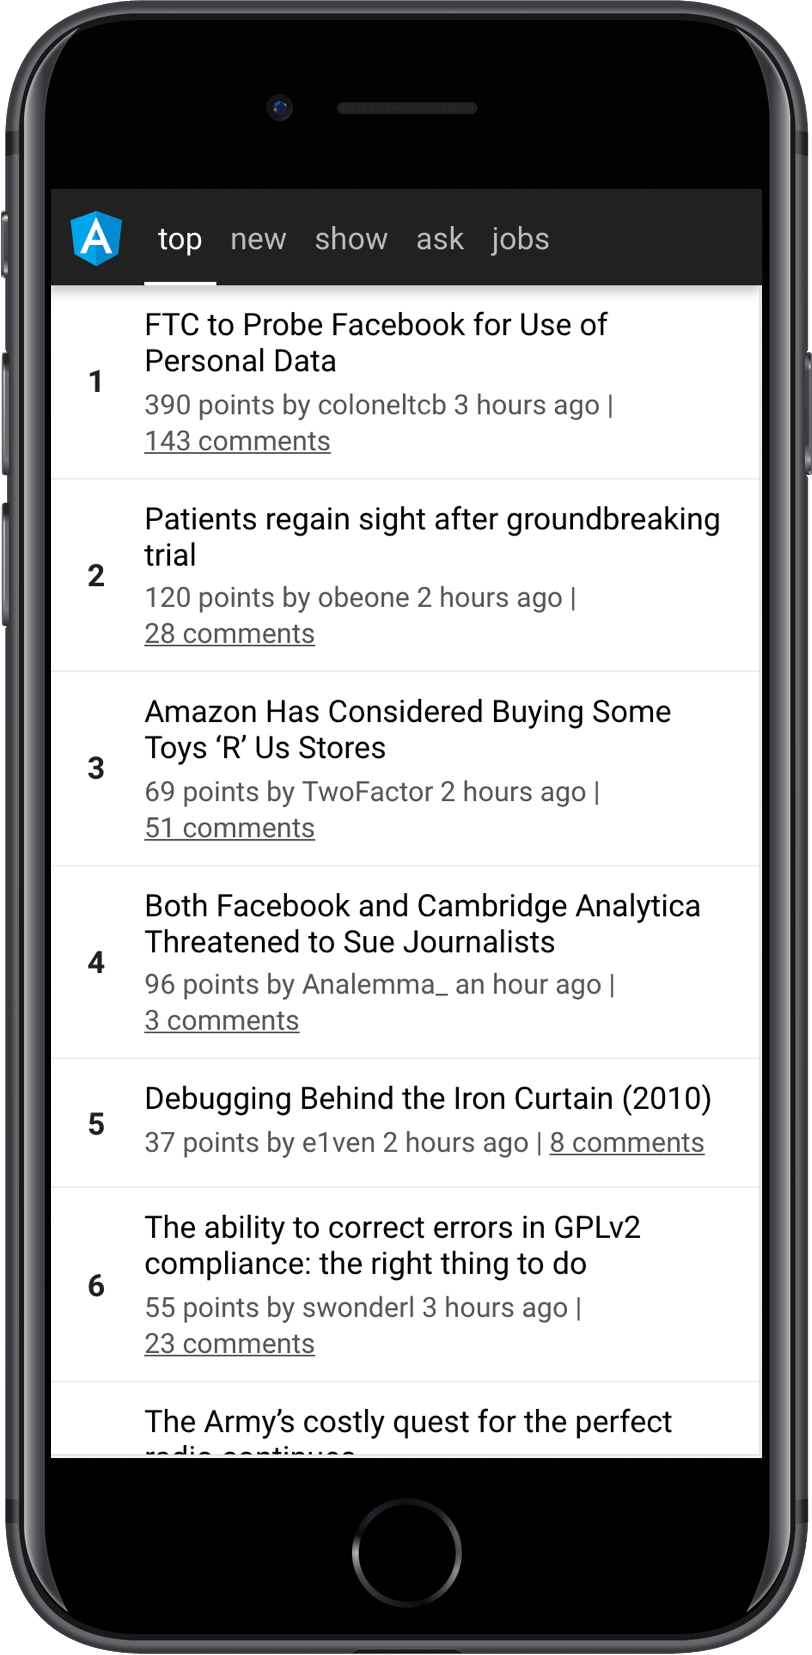 A
top new show ask jobs
FTC to Probe Facebook for Use of
Personal Data
1
390 points by coloneltcb 3 hours ago |
143 comments
Patients regain sight after groundbreaking
trial
2
120 points by obeone 2 hours ago |
28 comments
Amazon Has Considered Buying Some
Toys ‘R’ Us Stores
3
69 points by TwoFactor 2 hours ago |
51 comments
Both Facebook and Cambridge Analytica
Threatened to Sue Journalists
4
96 points by Analemma_ an hour ago |
3 comments
Debugging Behind the Iron Curtain (2010)
5
37 points by e1ven 2 hours ago | 8 comments
The ability to correct errors in GPLv2
compliance: the right thing to do
6
55 points by swonderl 3 hours ago |
23 comments
The Army’s costly quest for the perfect
radio continues